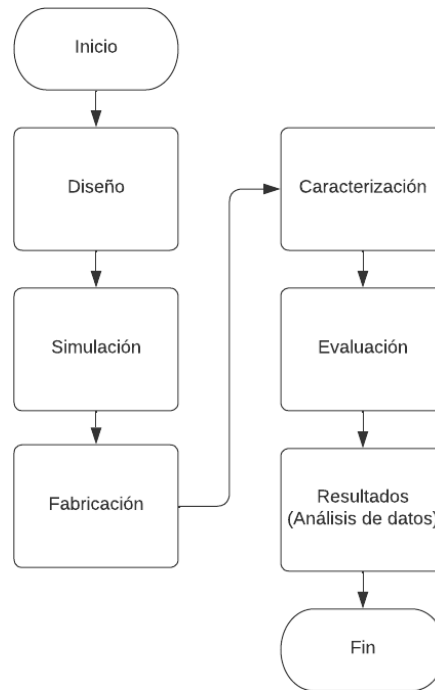 Inicio
Diseño
Simulación
Fabricación
Caracterización
Evaluación
Resultados
(Análisis de datos)
Fin